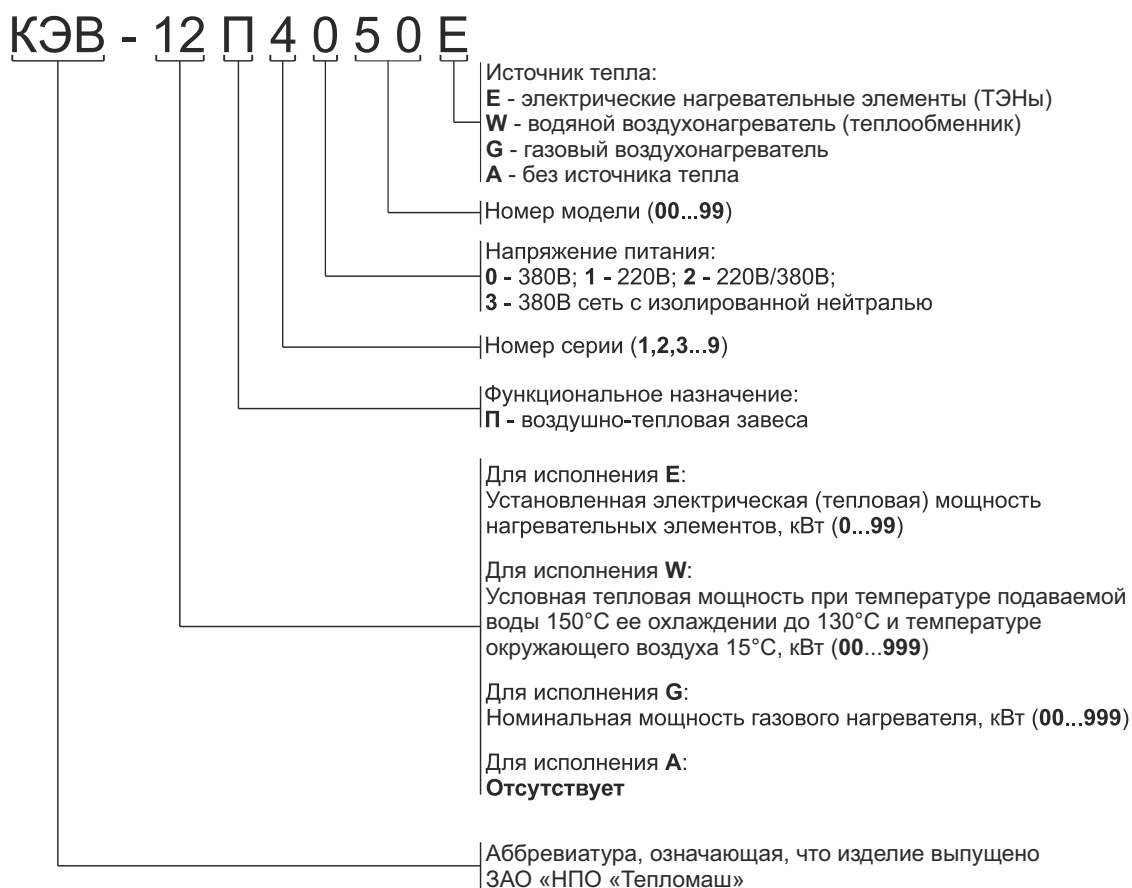 КЭВ - 12 П 4 0 5 0 Е
Источник тепла:
Е - электрические нагревательные элементы (ТЭНы)
W - водяной воздухонагреватель (теплообменник)
G - газовый воздухонагреватель
А - без источника тепла
Номер модели (00...99)
Напряжение питания:
0 - 380В; 1 - 220В; 2 - 220В/380В;
3 - 380В сеть с изолированной нейтралью
Номер серии (1,2,3...9)
Функциональное назначение:
П - воздушно-тепловая завеса
Для исполнения Е:
Установленная электрическая (тепловая) мощность
нагревательных элементов, кВт (0...99)
Для исполнения W:
Условная тепловая мощность при температуре подаваемой
воды 150°С ее охлаждении до 130°С и температуре
окружающего воздуха 15°С, кВт (00...999)
Для исполнения G:
Номинальная мощность газового нагревателя, кВт (00...999)
Для исполнения А:
Отсутствует
Аббревиатура, означающая, что изделие выпущено
ЗАО «НПО «Тепломаш»